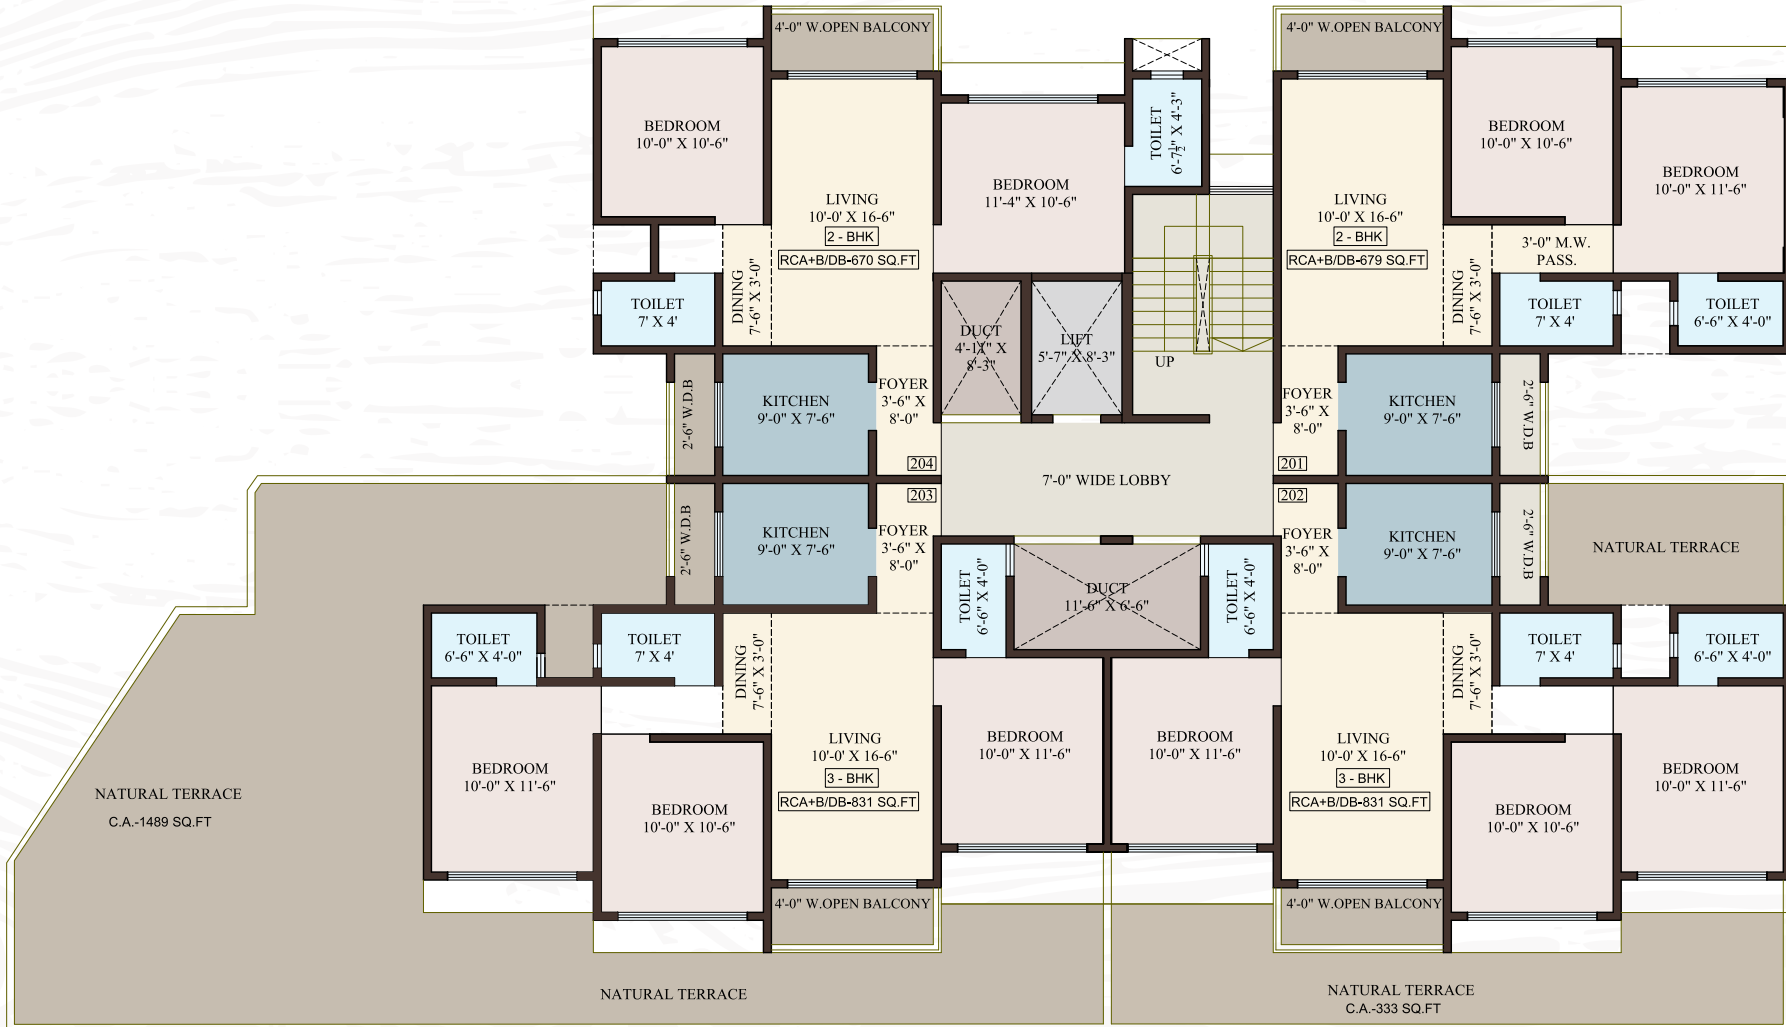 4'-0" W.OPEN BALCONY
4'-0" W.OPEN BALCONY
BEDROOM
10'-0" X 10'-6"
LIVING
10'-0' X 16-6"
2 - BHK
RCA+B/DB-670 SQ.FT
BEDROOM
11'-4" X 10'-6"
TOILET
6'-7½" X 4'-3"
LIVING
10'-0' X 16-6"
2 - BHK
RCA+B/DB-679 SQ.FT
BEDROOM
10'-0" X 10'-6"
BEDROOM
10'-0" X 11'-6"
3'-0" M.W.
PASS.
TOILET
7' X 4'
DINING
7'-6" X 3'-0"
DUCT
4'-11" X
8'-3"
LIFT
5'-7" X 8'-3"
UP
DINING
7'-6" X 3'-0"
TOILET
7' X 4'
TOILET
6'-6" X 4'-0"
2'-6" W.D.B
KITCHEN
9'-0" X 7'-6"
FOYER
3'-6" X
8'-0"
204
FOYER
3'-6" X
8'-0"
201
KITCHEN
9'-0" X 7'-6"
2'-6" W.D.B
7'-0" WIDE LOBBY
2'-6" W.D.B
KITCHEN
9'-0" X 7'-6"
203
FOYER
3'-6" X
8'-0"
202
FOYER
3'-6" X
8'-0"
KITCHEN
9'-0" X 7'-6"
2'-6" W.D.B
NATURAL TERRACE
TOILET
6'-6" X 4'-0"
DUCT
11'-6" X 6'-6"
TOILET
6'-6" X 4'-0"
TOILET
6'-6" X 4'-0"
TOILET
7' X 4'
DINING
7'-6" X 3'-0"
DINING
7'-6" X 3'-0"
TOILET
7' X 4'
TOILET
6'-6" X 4'-0"
BEDROOM
10'-0" X 11'-6"
BEDROOM
10'-0" X 10'-6"
LIVING
10'-0' X 16-6"
3 - BHK
RCA+B/DB-831 SQ.FT
BEDROOM
10'-0" X 11'-6"
BEDROOM
10'-0" X 11'-6"
LIVING
10'-0' X 16-6"
3 - BHK
RCA+B/DB-831 SQ.FT
BEDROOM
10'-0" X 10'-6"
BEDROOM
10'-0" X 11'-6"
NATURAL TERRACE
C.A.-1489 SQ.FT
4'-0" W.OPEN BALCONY
4'-0" W.OPEN BALCONY
NATURAL TERRACE
NATURAL TERRACE
C.A.-333 SQ.FT